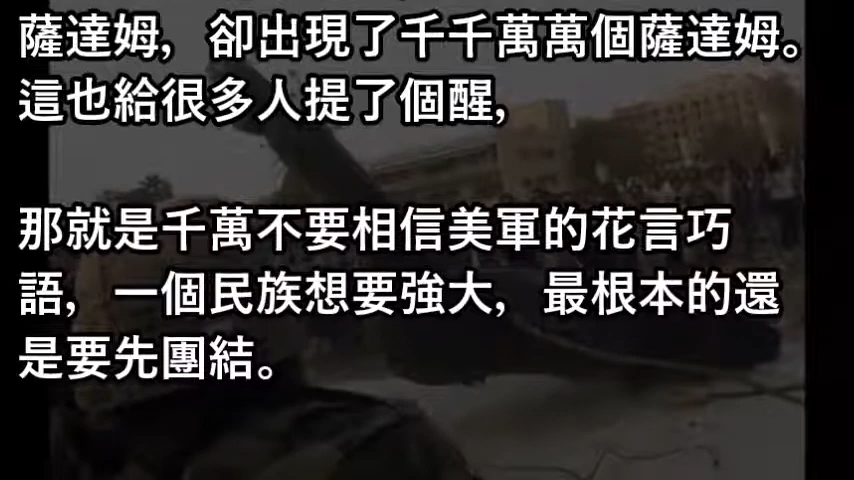 薩達姆，卻出現了千千萬萬個薩達姆。
這也給很多人提了個醒，
那就是千萬不要相信美軍的花言巧
語，一個民族想要強大，最根本的還
是要先團結。